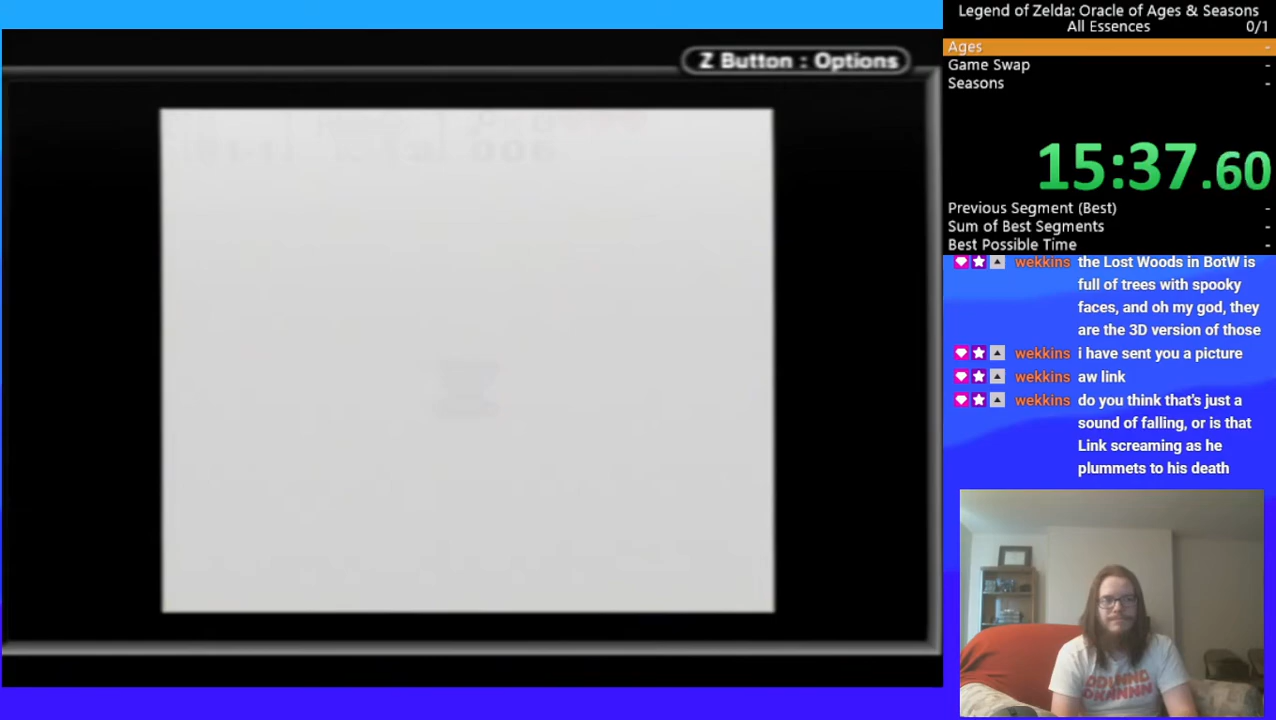 Z Button : Options
006
Legend of Zelda: Oracle of Ages & Seasons
All Essences 0/1
Ages -
Game Swap -
Seasons -
15:37.60
Previous Segment (Best) -
Sum of Best Segments -
Best Possible Time -
wekkins the Lost Woods in BotW is
full of trees with spooky
faces, and oh my god, they
are the 3D version of those
wekkins i have sent you a picture
wekkins aw link
wekkins do you think that's just a
sound of falling, or is that
Link screaming as he
plummets to his death